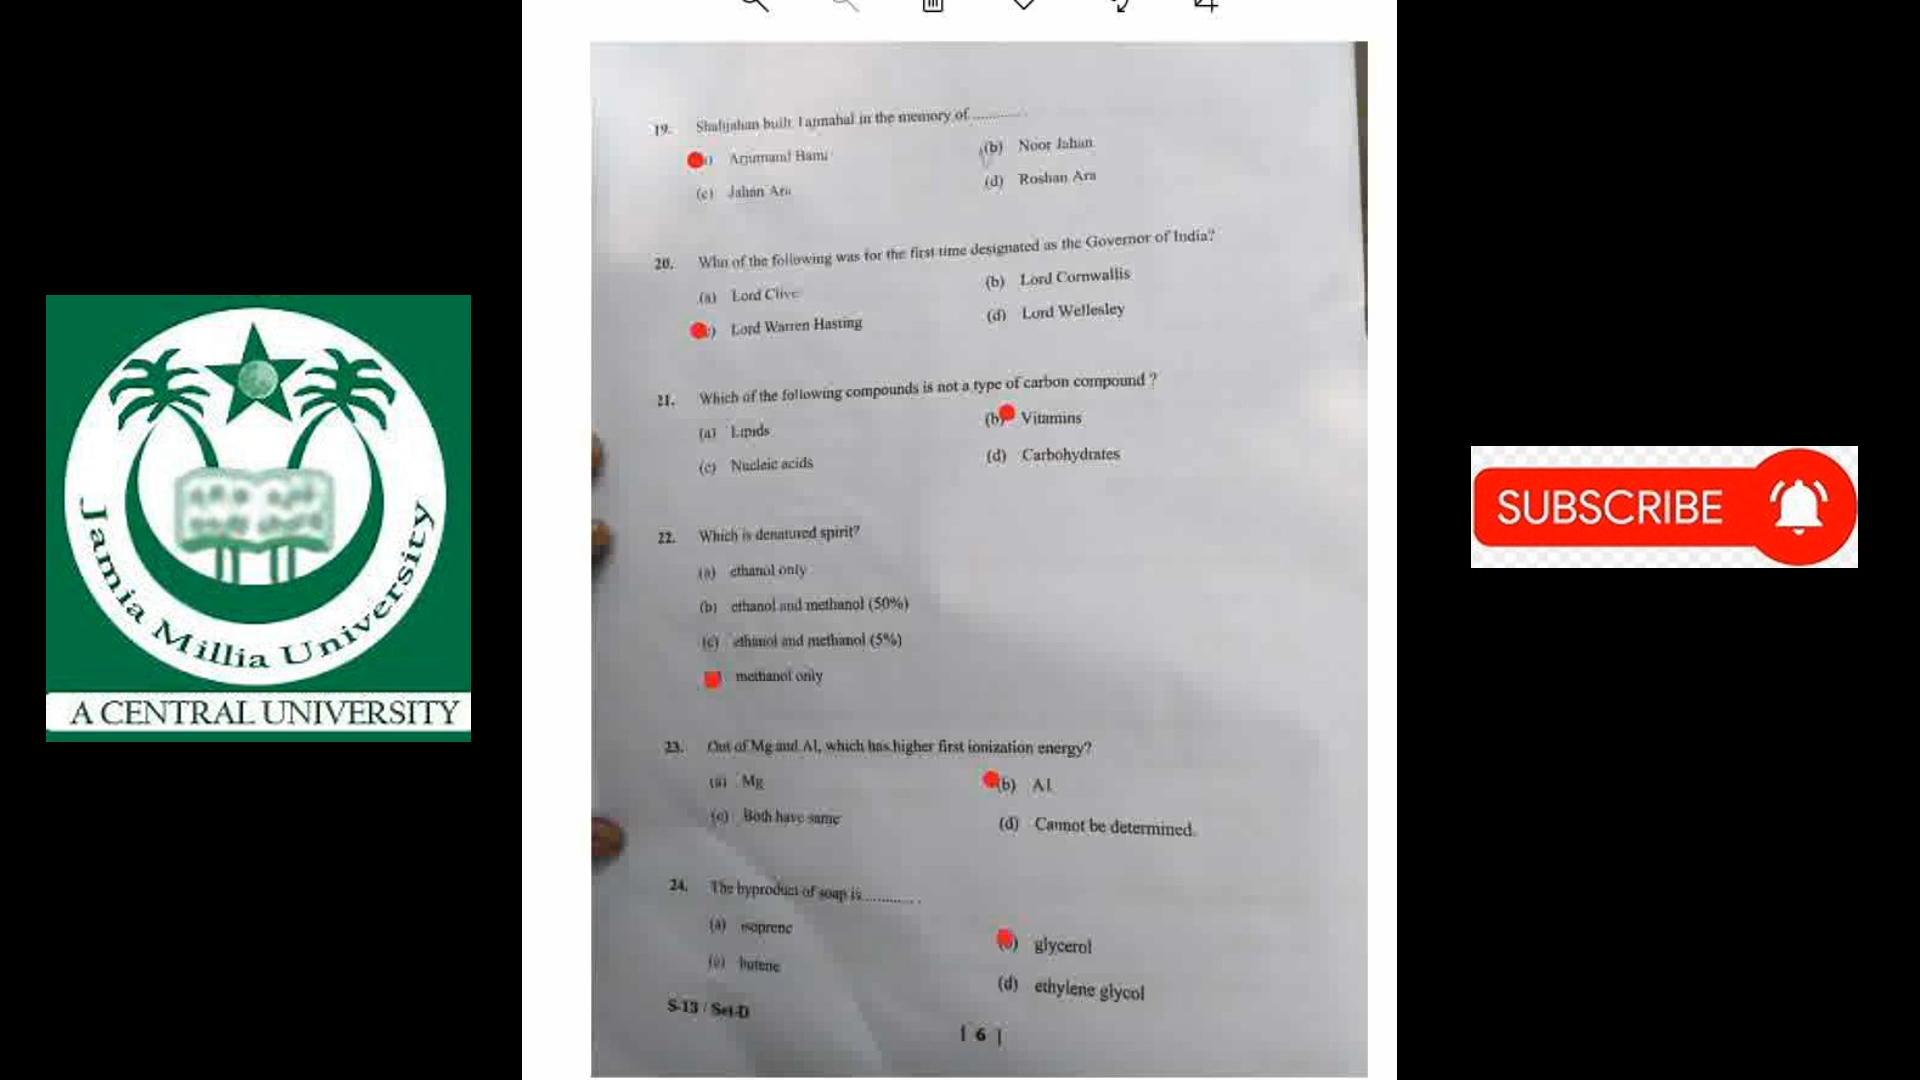 19. Shahjahan built Tajmahal in the memory of ............ .
Arjumand Banu
(b) Noor Jahan
(c) Jahan Ara
(d) Roshan Ara
20. Who of the following was for the first time designated as the Governor of India?
(a) Lord Clive
(b) Lord Cornwallis
Lord Warren Hasting
(d) Lord Wellesley
21. Which of the following compounds is not a type of carbon compound ?
(a) Lipids
(b) Vitamins
(c) Nucleic acids
(d) Carbohydrates
22. Which is denatured spirit?
(a) ethanol only
(b) ethanol and methanol (50%)
(c) ethanol and methanol (5%)
methanol only
23. Out of Mg and Al, which has higher first ionization energy?
(a) Mg
(b) Al
(c) Both have same
(d) Cannot be determined.
24. The byproduct of soap is............. .
(a) isoprene
glycerol
(c) butene
(d) ethylene glycol
S-13 / Set-D
[ 6 ]
Jamia Millia University
A CENTRAL UNIVERSITY
SUBSCRIBE